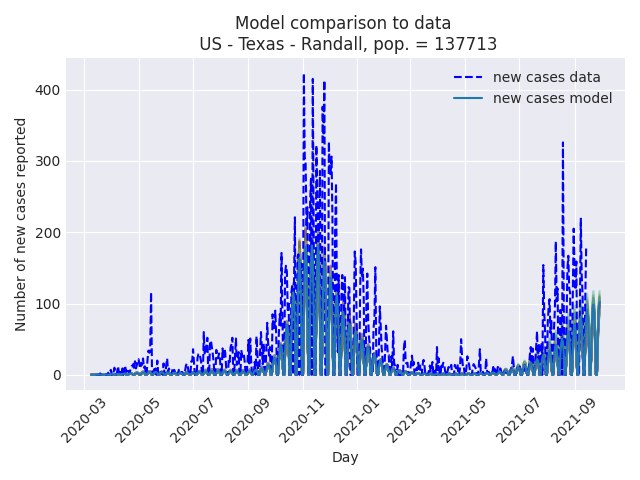 Model comparison to data
US - Texas - Randall, pop. = 137713
new cases data
new cases model
Number of new cases reported
400
300
200
100
0
2020-03
2020-05
2020-07
2020-09
2020-11
2021-01
2021-03
2021-05
2021-07
2021-09
Day